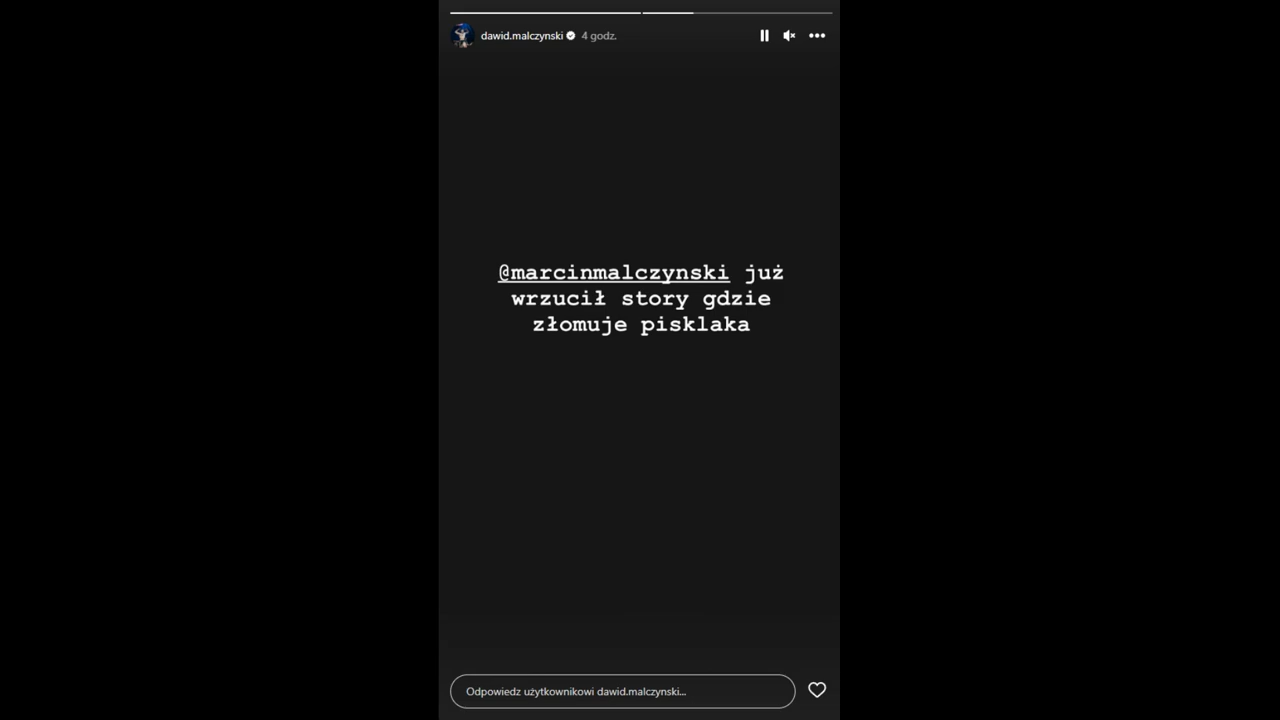 dawid.malczynski 4 godz.
@marcinmalczynski już
wrzucił story gdzie
złomuje pisklaka
Odpowiedz użytkownikowi dawid.malczynski...